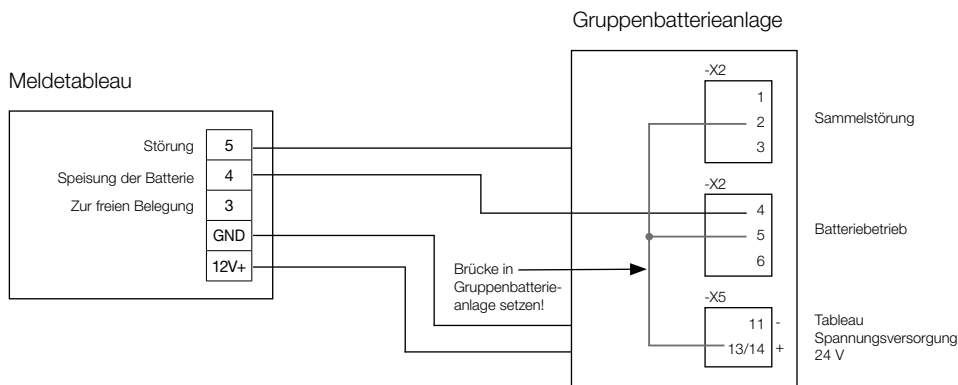 Gruppenbatterieanlage
Meldetableau
Störung 5
Speisung der Batterie 4
Zur freien Belegung 3
GND
12V+
Brücke in
Gruppenbatterie-
anlage setzen!
-X2
1
2
3
Sammelstörung
-X2
4
5
6
Batteriebetrieb
-X5
11 -
13/14 +
Tableau
Spannungsversorgung
24 V